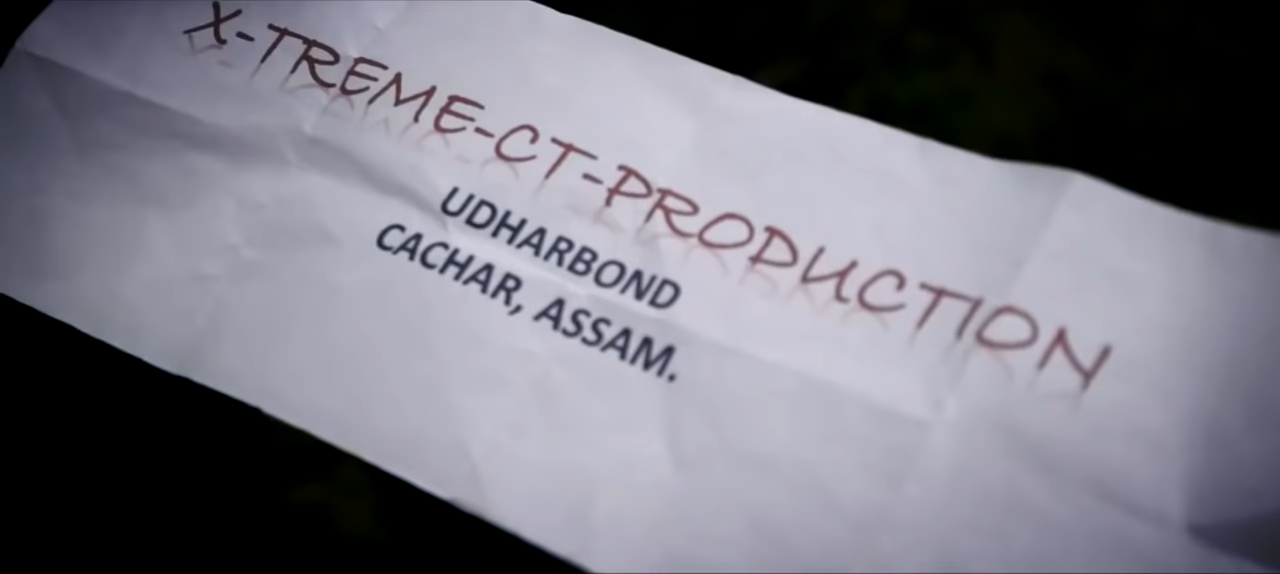 X-TREME-CT-PRODUCTION
UDHARBOND
CACHAR, ASSAM.